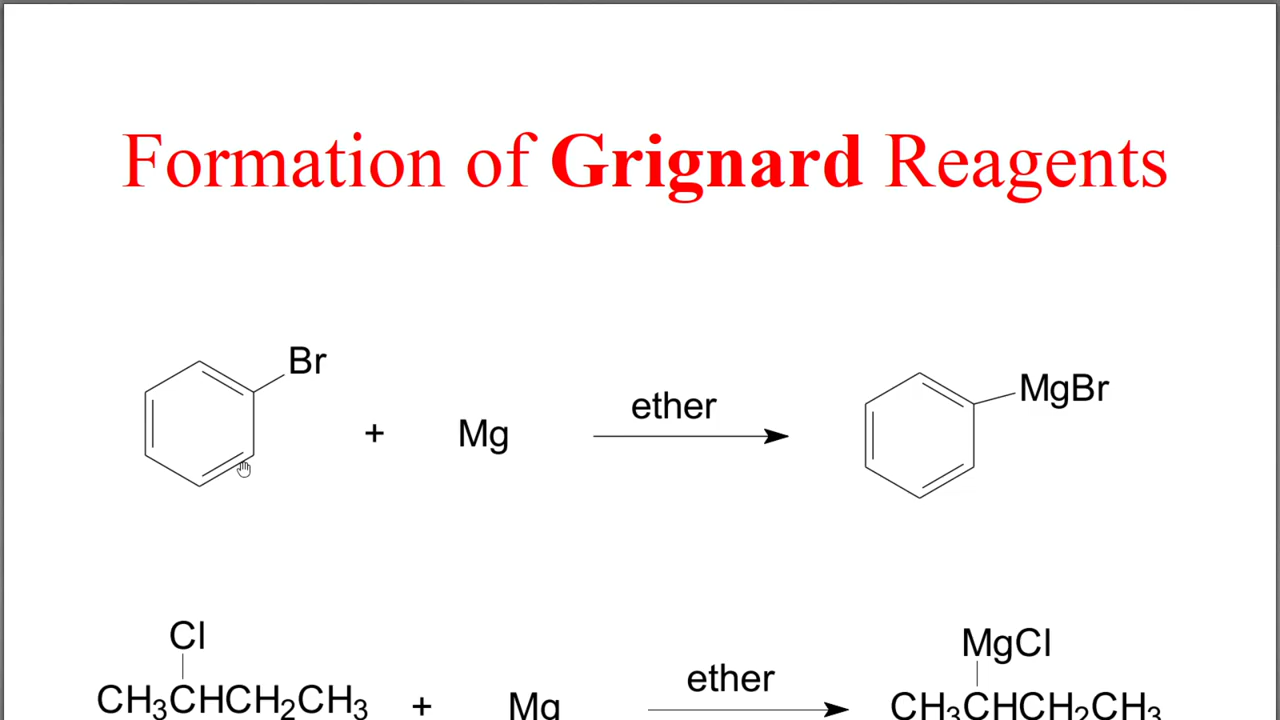 Formation of Grignard Reagents
Br
+ Mg ether MgBr
Cl MgCl
CH₃CHCH₂CH₃ + Mg ether CH₃CHCH₂CH₃